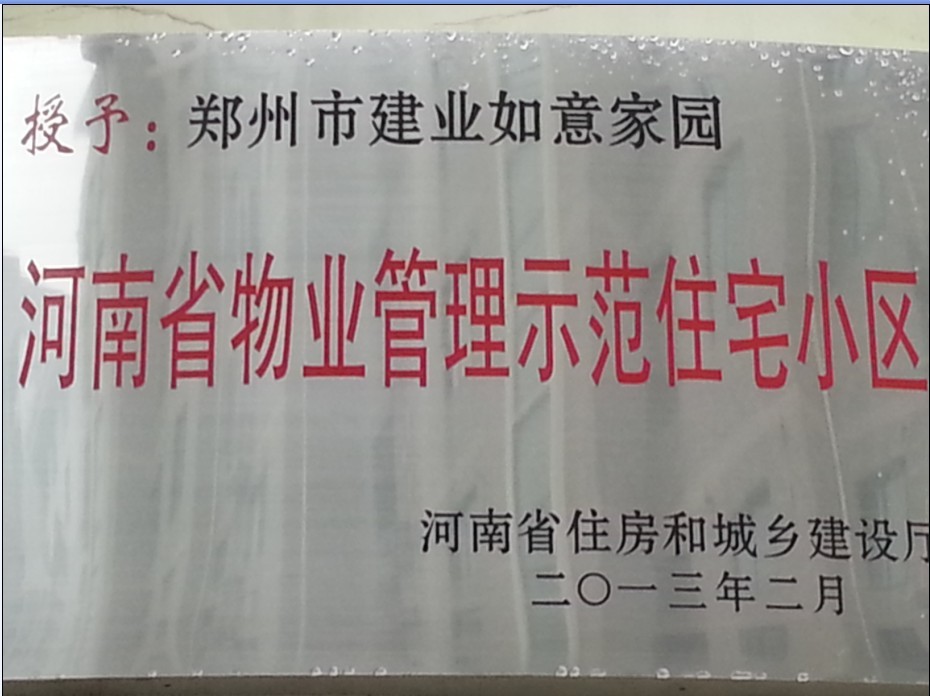 授予：郑州市建业如意家园
河南省物业管理示范住宅小区
河南省住房和城乡建设厅
二〇一三年二月